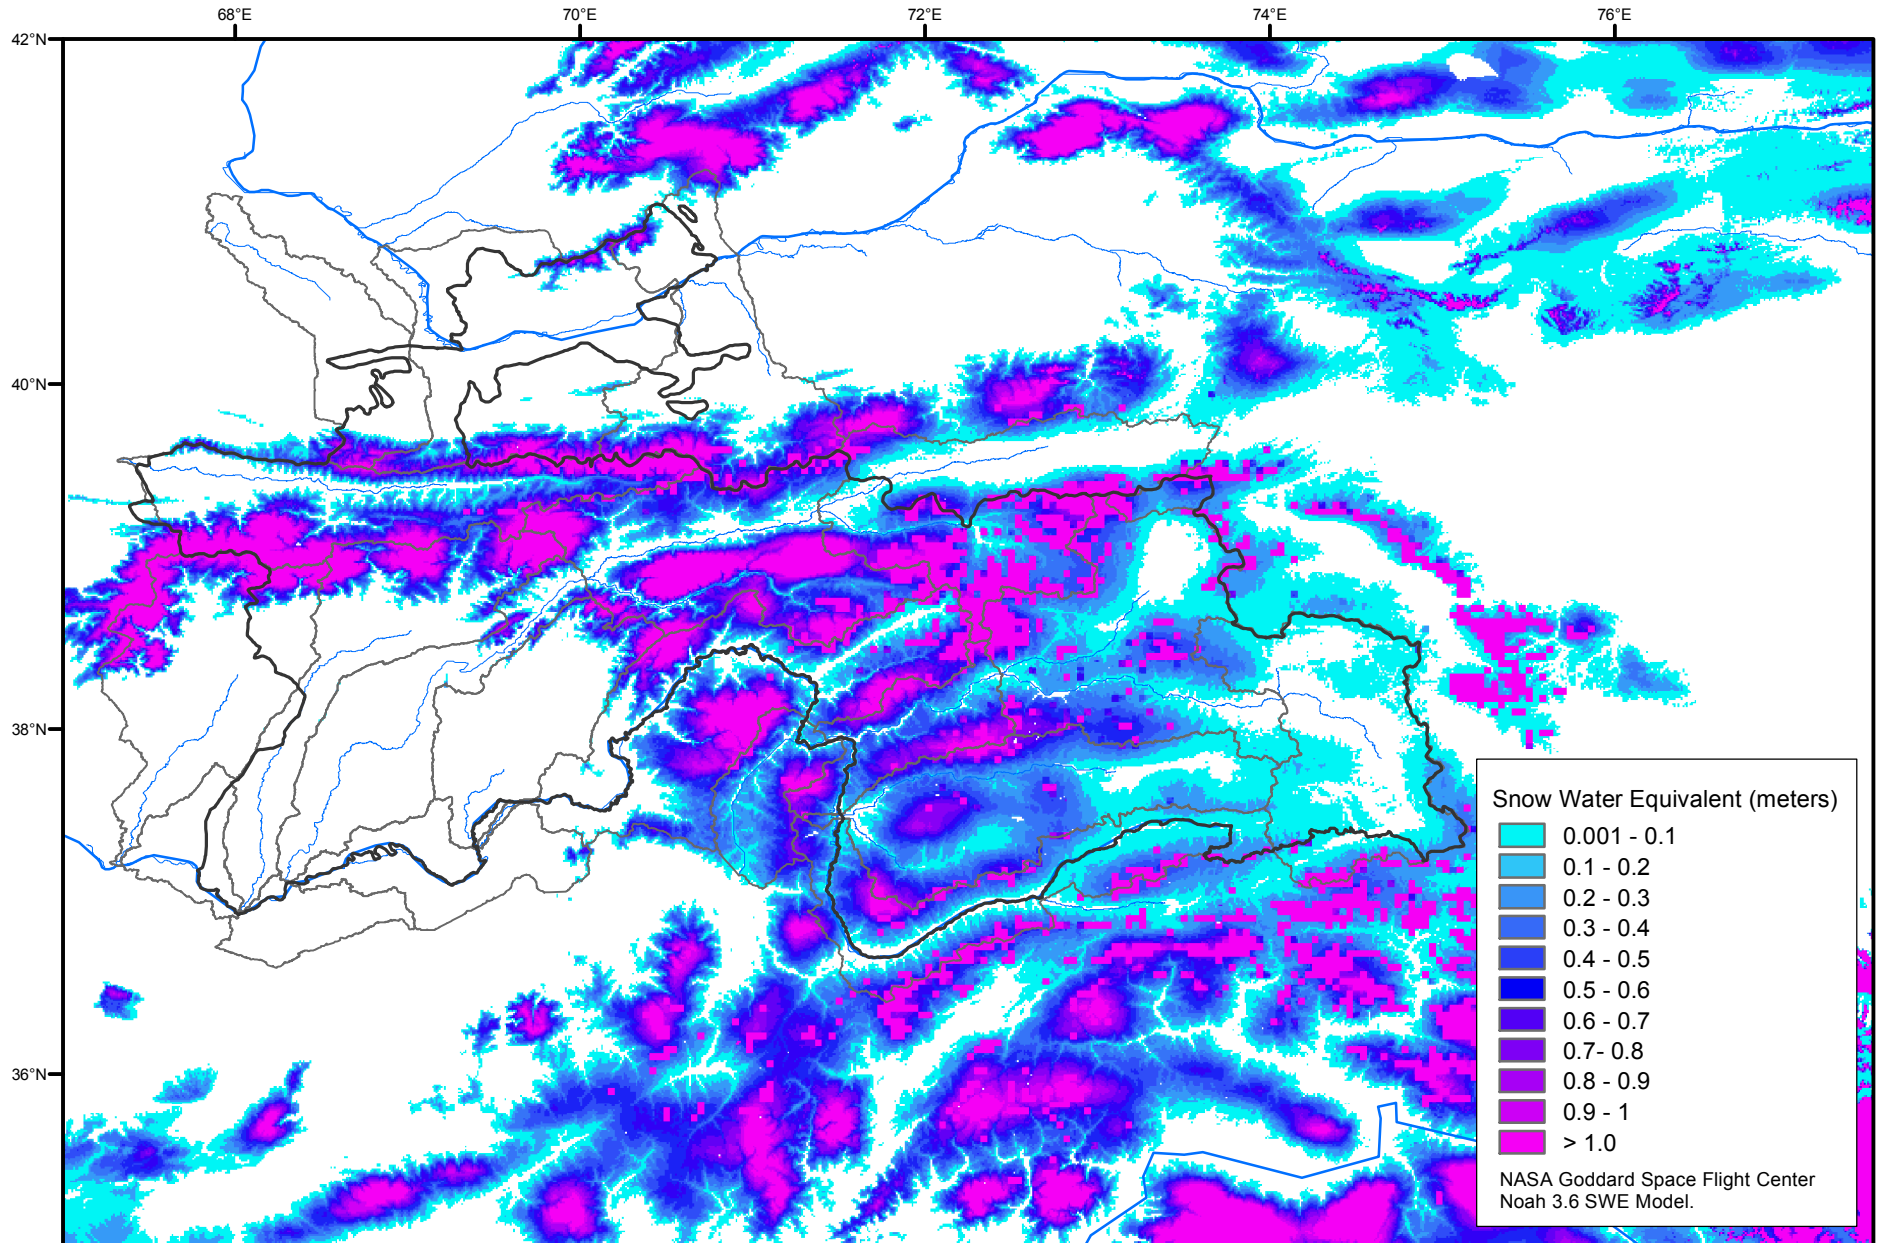 68°E 70°E 72°E 74°E 76°E
42°N
40°N
38°N
36°N
Snow Water Equivalent (meters)
0.001 - 0.1
0.1 - 0.2
0.2 - 0.3
0.3 - 0.4
0.4 - 0.5
0.5 - 0.6
0.6 - 0.7
0.7- 0.8
0.8 - 0.9
0.9 - 1
> 1.0
NASA Goddard Space Flight Center
Noah 3.6 SWE Model.